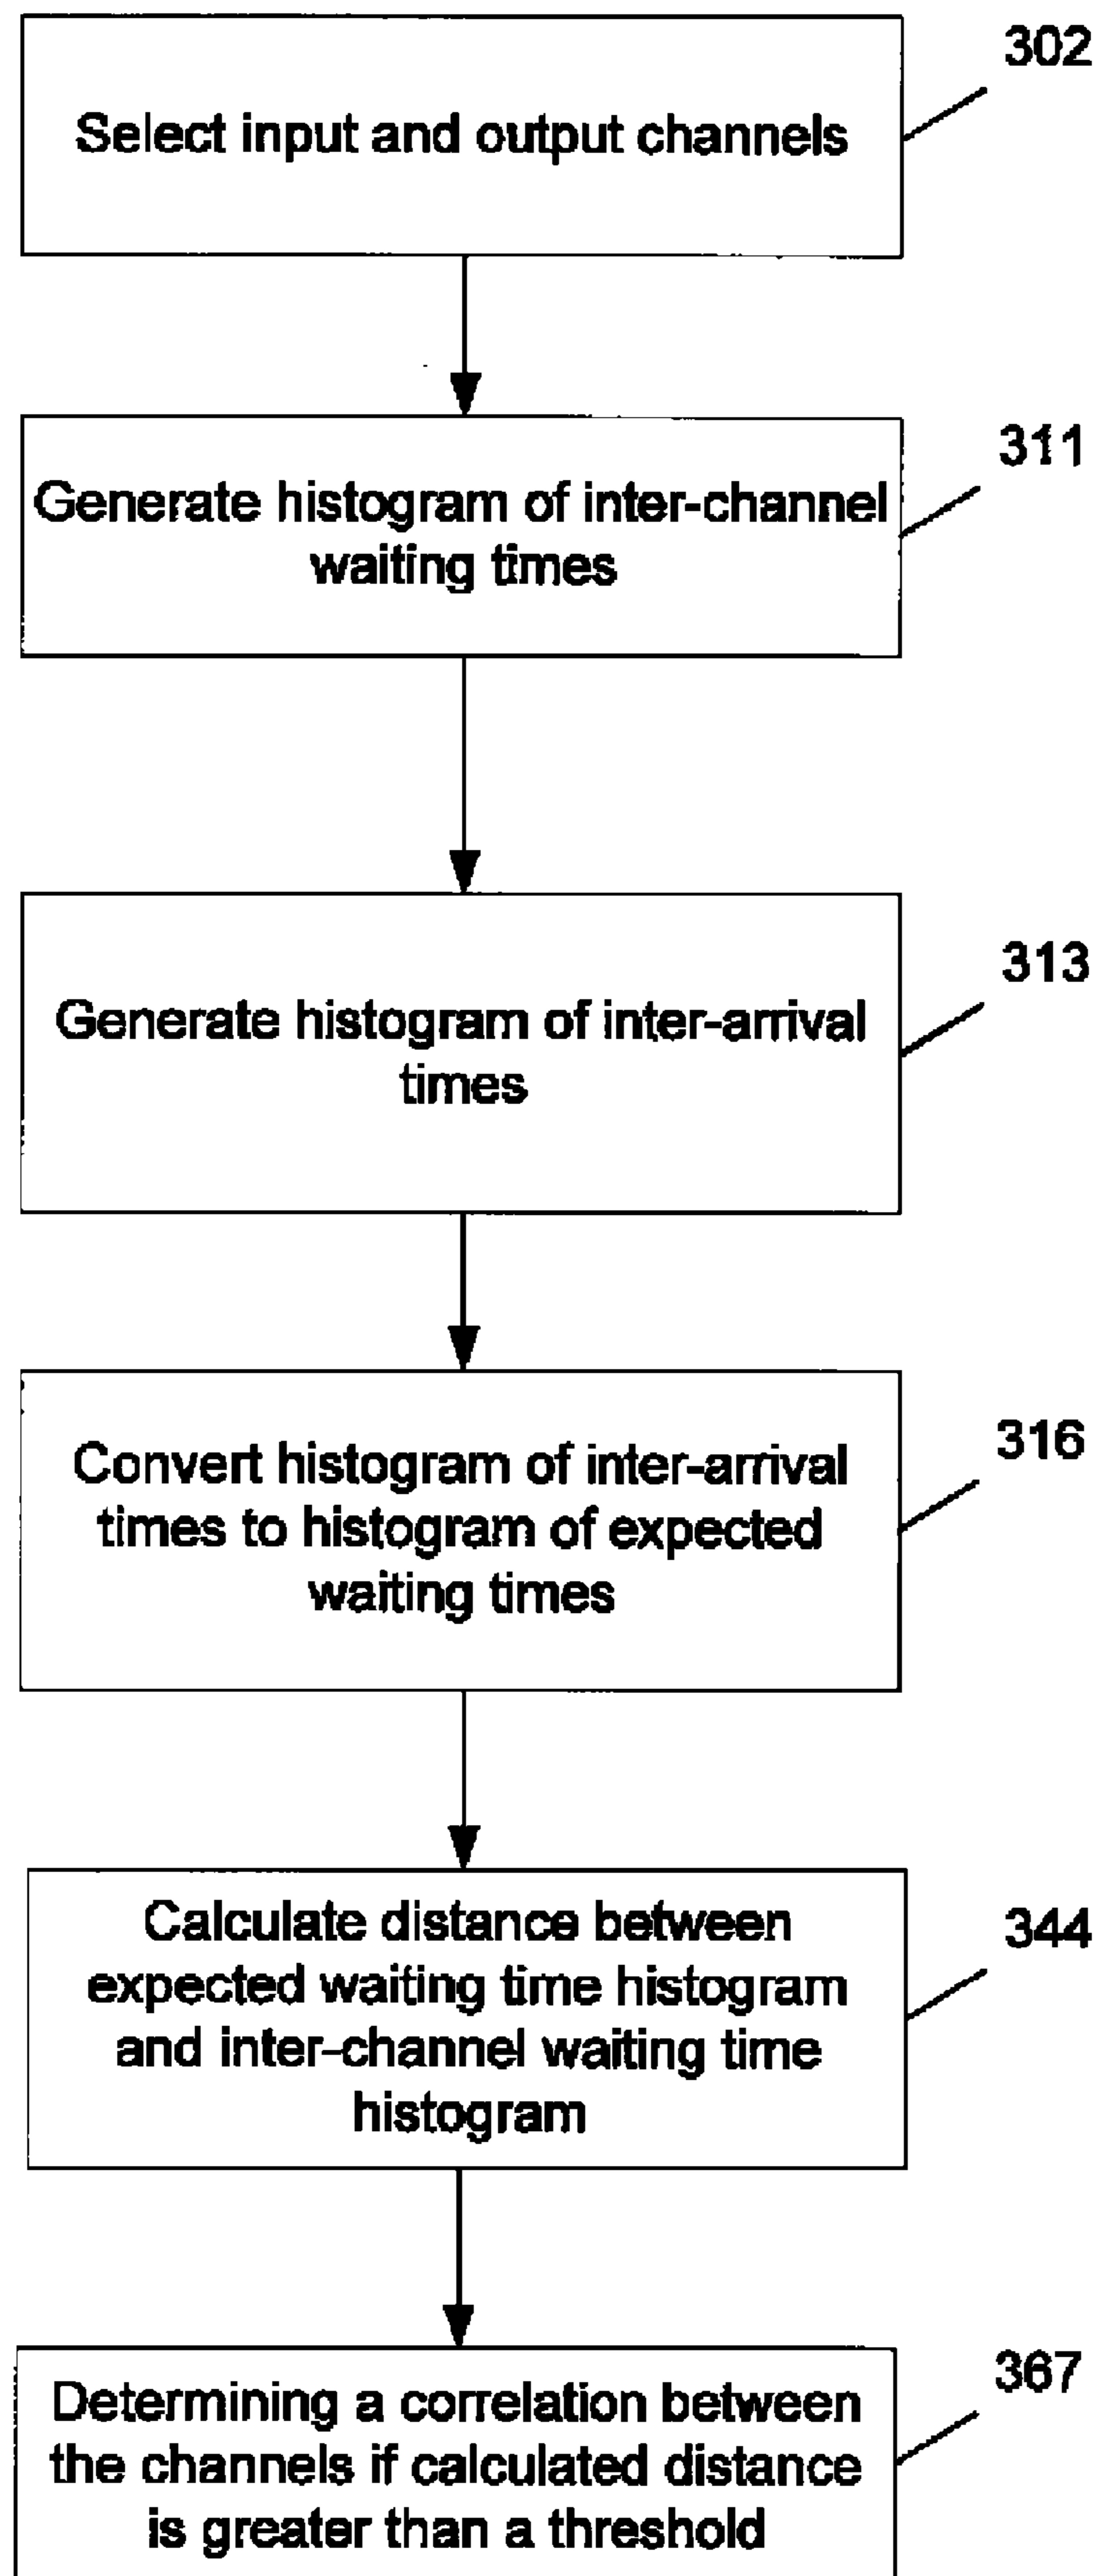 302
Select input and output channels
311
Generate histogram of inter-channel
waiting times
313
Generate histogram of inter-arrival
times
316
Convert histogram of inter-arrival
times to histogram of expected
waiting times
344
Calculate distance between
expected waiting time histogram
and inter-channel waiting time
histogram
367
Determining a correlation between
the channels if calculated distance
is greater than a threshold